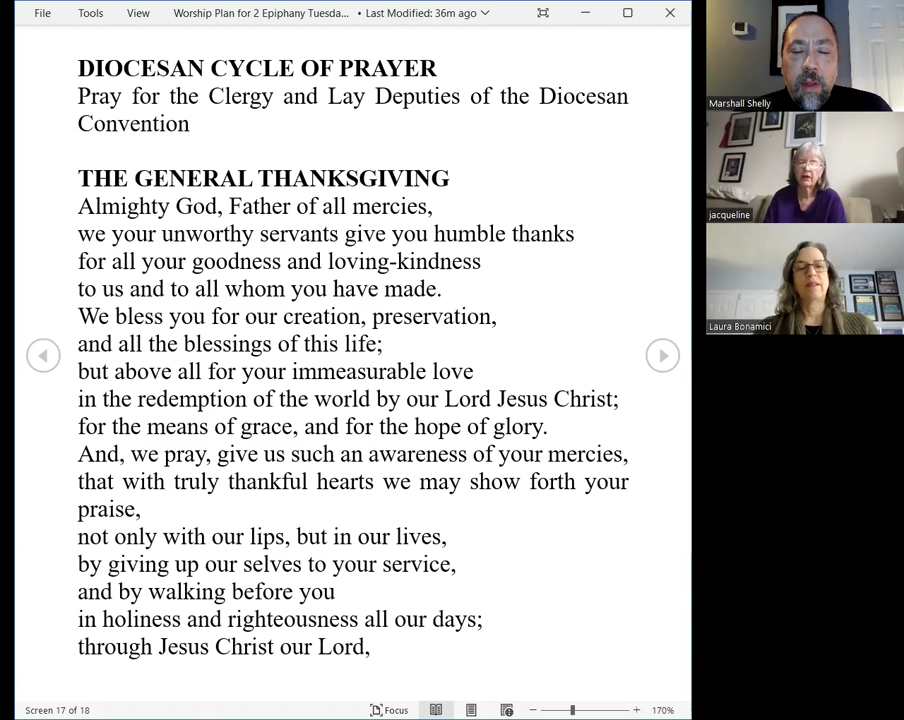 File Tools View Worship Plan for 2 Epiphany Tuesda... • Last Modified: 36m ago
DIOCESAN CYCLE OF PRAYER
Pray for the Clergy and Lay Deputies of the Diocesan
Convention
THE GENERAL THANKSGIVING
Almighty God, Father of all mercies,
we your unworthy servants give you humble thanks
for all your goodness and loving-kindness
to us and to all whom you have made.
We bless you for our creation, preservation,
and all the blessings of this life;
but above all for your immeasurable love
in the redemption of the world by our Lord Jesus Christ;
for the means of grace, and for the hope of glory.
And, we pray, give us such an awareness of your mercies,
that with truly thankful hearts we may show forth your
praise,
not only with our lips, but in our lives,
by giving up our selves to your service,
and by walking before you
in holiness and righteousness all our days;
through Jesus Christ our Lord,
Screen 17 of 18 Focus 170%
Marshall Shelly
jacqueline
Laura Bonamici